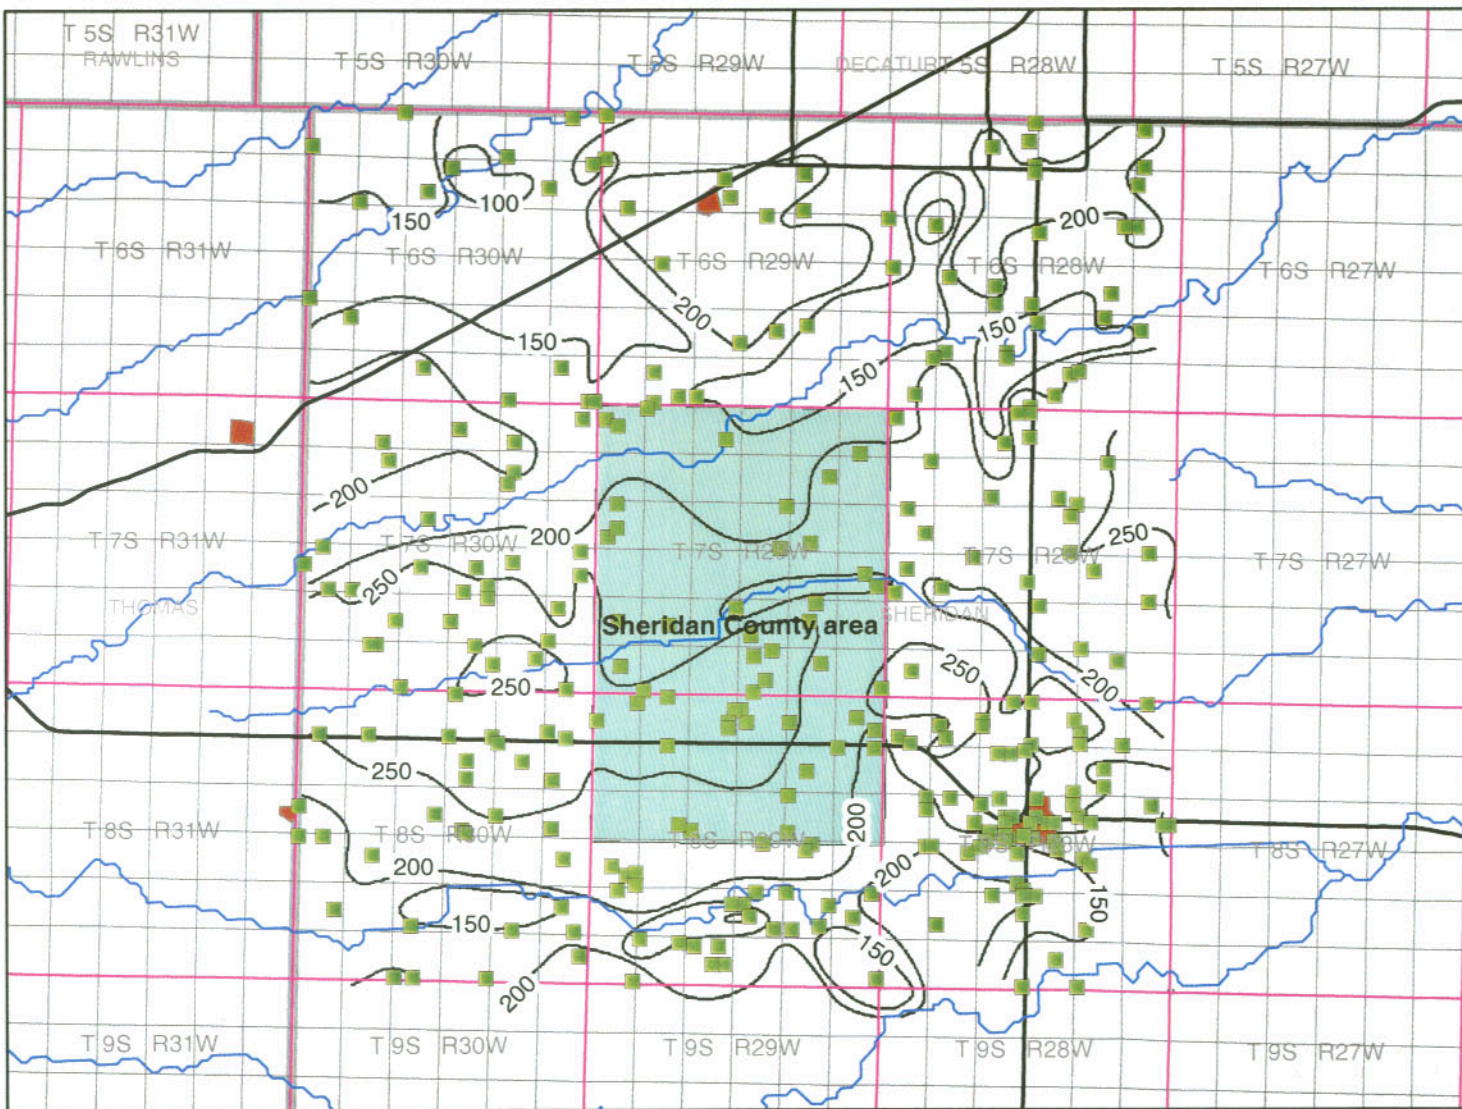 T 5S R31W
RAWLINS
T 5S R30W
T 5S R29W
DECATUR
T 5S R28W
T 5S R27W
100
150
200
T 6S R31W
T 6S R30W
T 6S R29W
T 6S R28W
T 6S R27W
200
150
150
150
200
200
250
T 7S R31W
T 7S R30W
T 7S R29W
T 7S R28W
T 7S R27W
250
THOMAS
SHERIDAN
Sheridan County area
250
250
200
250
200
T 8S R31W
T 8S R30W
T 8S R29W
T 8S R28W
T 8S R27W
200
200
150
150
150
200
T 9S R31W
T 9S R30W
T 9S R29W
T 9S R28W
T 9S R27W